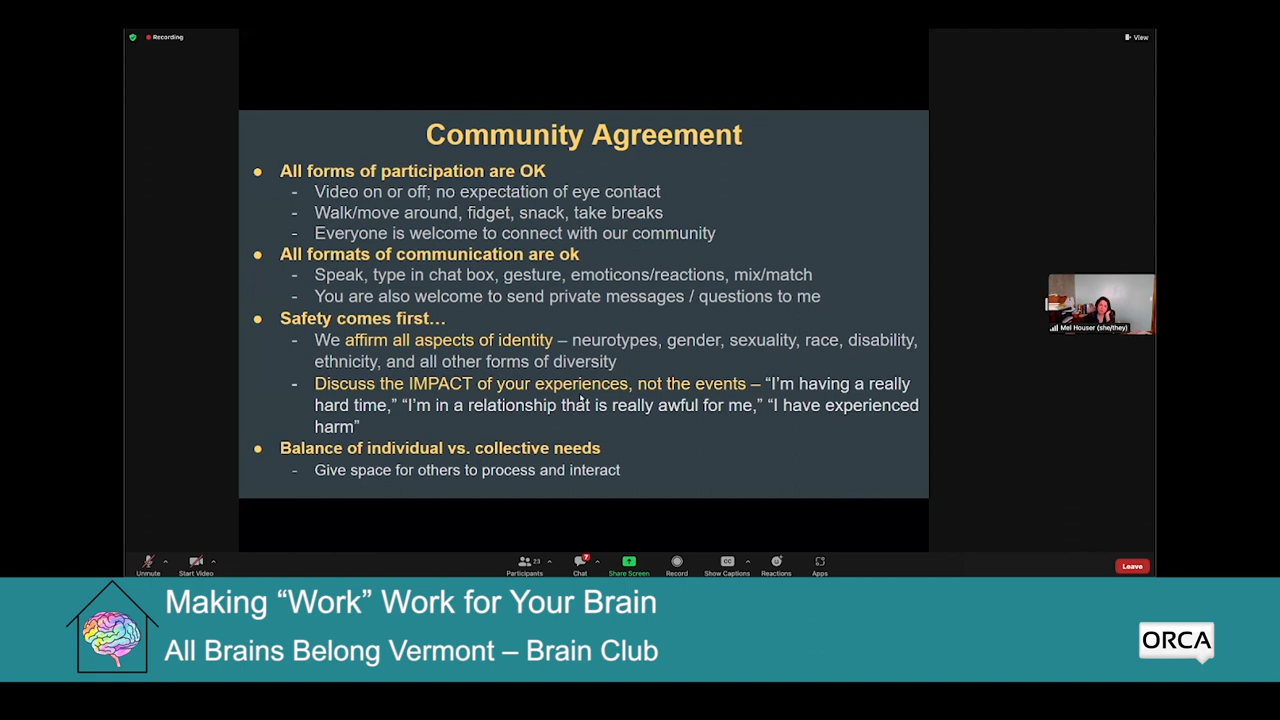 Recording
View
Community Agreement
● All forms of participation are OK
- Video on or off; no expectation of eye contact
- Walk/move around, fidget, snack, take breaks
- Everyone is welcome to connect with our community
● All formats of communication are ok
- Speak, type in chat box, gesture, emoticons/reactions, mix/match
- You are also welcome to send private messages / questions to me
● Safety comes first…
- We affirm all aspects of identity – neurotypes, gender, sexuality, race, disability,
ethnicity, and all other forms of diversity
- Discuss the IMPACT of your experiences, not the events – “I’m having a really
hard time,” “I’m in a relationship that is really awful for me,” “I have experienced
harm”
● Balance of individual vs. collective needs
- Give space for others to process and interact
Mel Houser (she/they)
Unmute
Start Video
23
Participants
7
Chat
Share Screen
Record
CC
Show Captions
Reactions
Apps
Leave
Making “Work” Work for Your Brain
All Brains Belong Vermont – Brain Club
ORCA